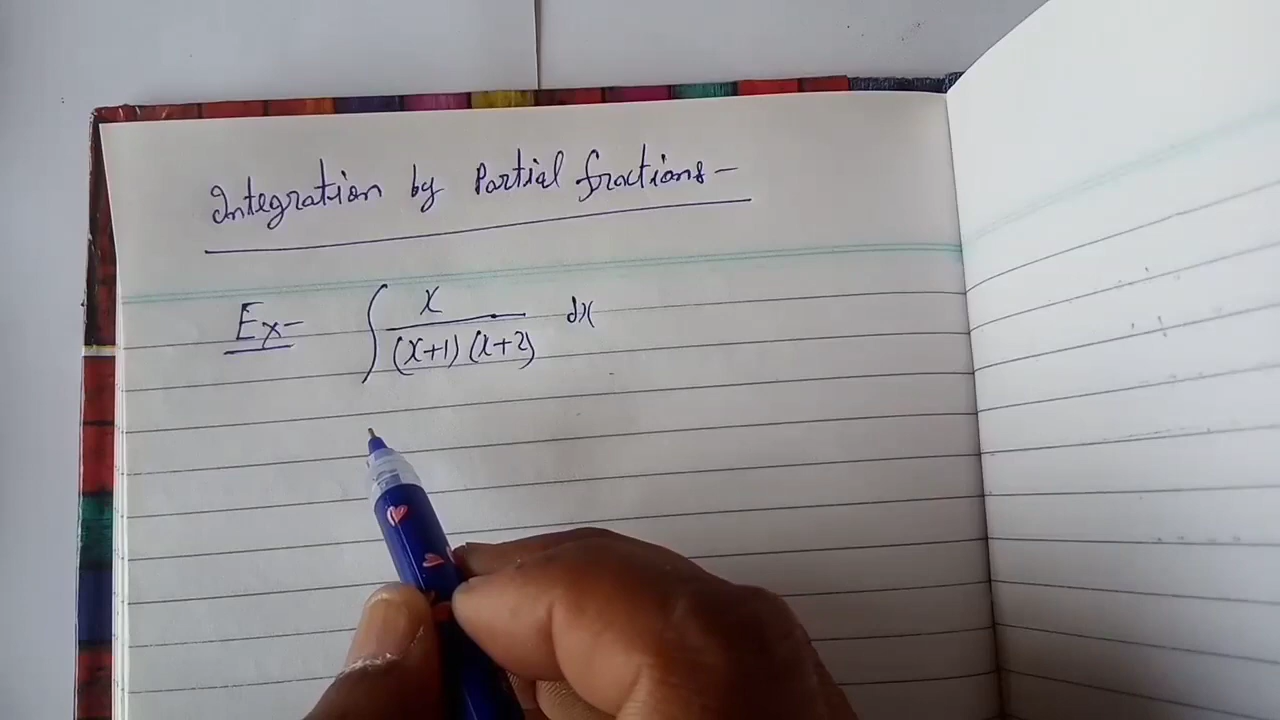 Integration by Partial fractions-
Ex- ∫ x/((x+1)(x+2)) dx